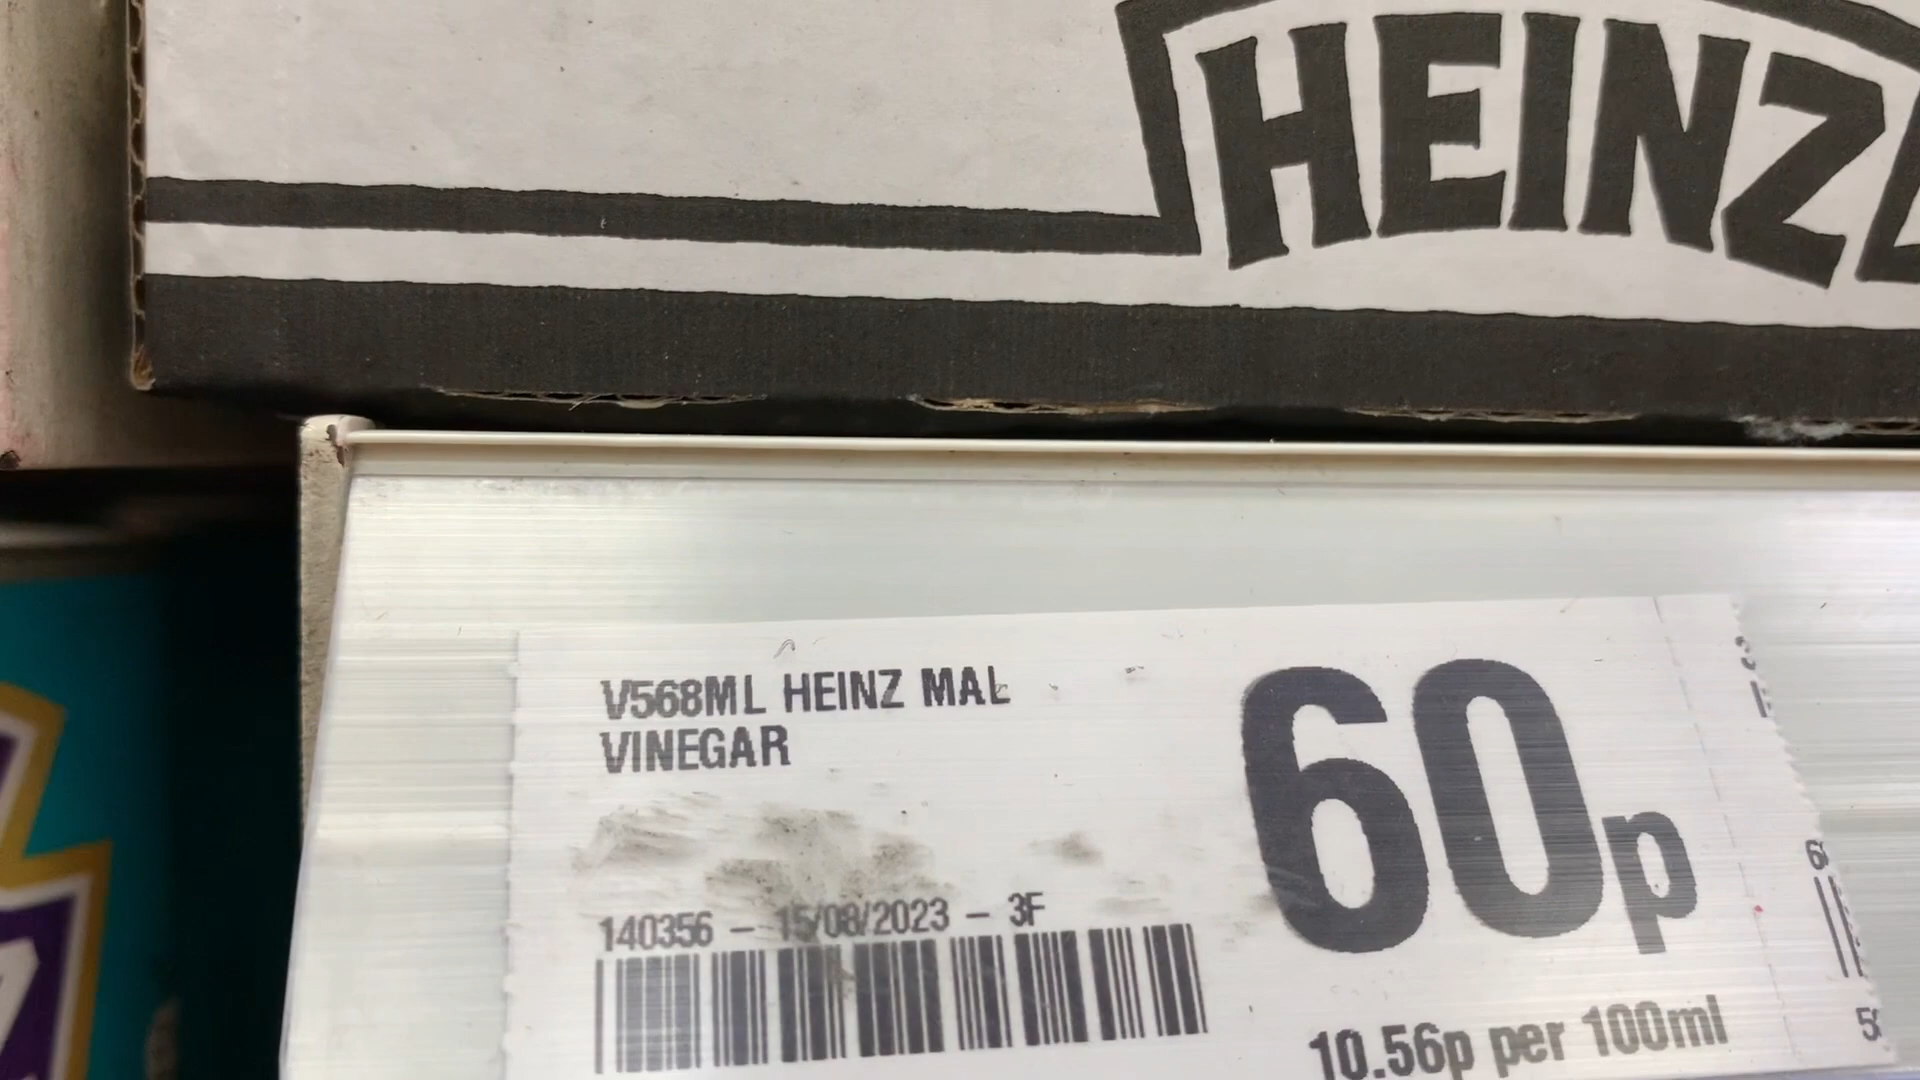 HEINZ
V568ML HEINZ MAL
VINEGAR
60p
140356 - 15/08/2023 - 3F
10.56p per 100ml